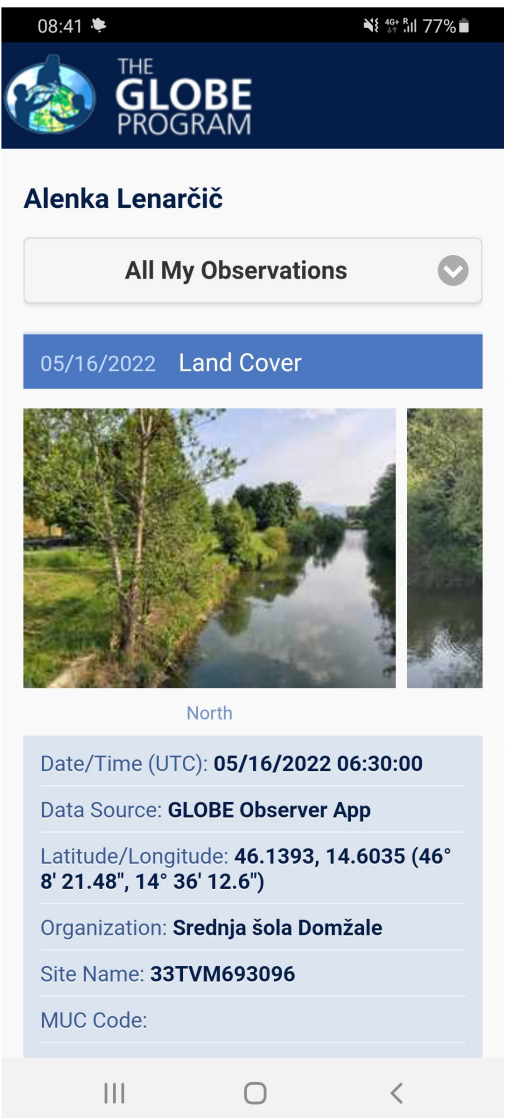 08:41
4G+ R 77%
THE
GLOBE
PROGRAM
Alenka Lenarčič
All My Observations
05/16/2022 Land Cover
North
Date/Time (UTC): 05/16/2022 06:30:00
Data Source: GLOBE Observer App
Latitude/Longitude: 46.1393, 14.6035 (46°
8' 21.48", 14° 36' 12.6")
Organization: Srednja šola Domžale
Site Name: 33TVM693096
MUC Code: